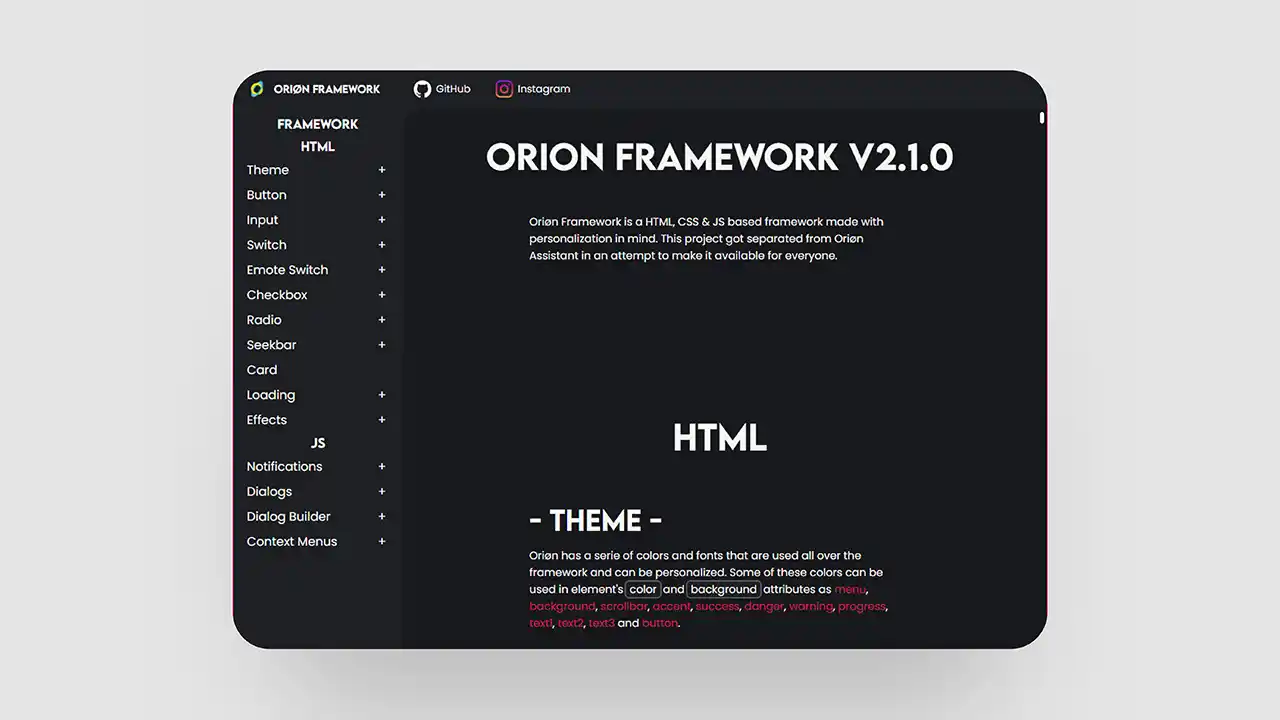 ORIØN FRAMEWORK
GitHub
Instagram
FRAMEWORK
HTML
Theme +
Button +
Input +
Switch +
Emote Switch +
Checkbox +
Radio +
Seekbar +
Card
Loading +
Effects +
JS
Notifications +
Dialogs +
Dialog Builder +
Context Menus +
ORION FRAMEWORK V2.1.0
Oriøn Framework is a HTML, CSS & JS based framework made with
personalization in mind. This project got separated from Oriøn
Assistant in an attempt to make it available for everyone.
HTML
- THEME -
Oriøn has a serie of colors and fonts that are used all over the
framework and can be personalized. Some of these colors can be
used in element's color and background attributes as menu,
background, scrollbar, accent, success, danger, warning, progress,
text1, text2, text3 and button.